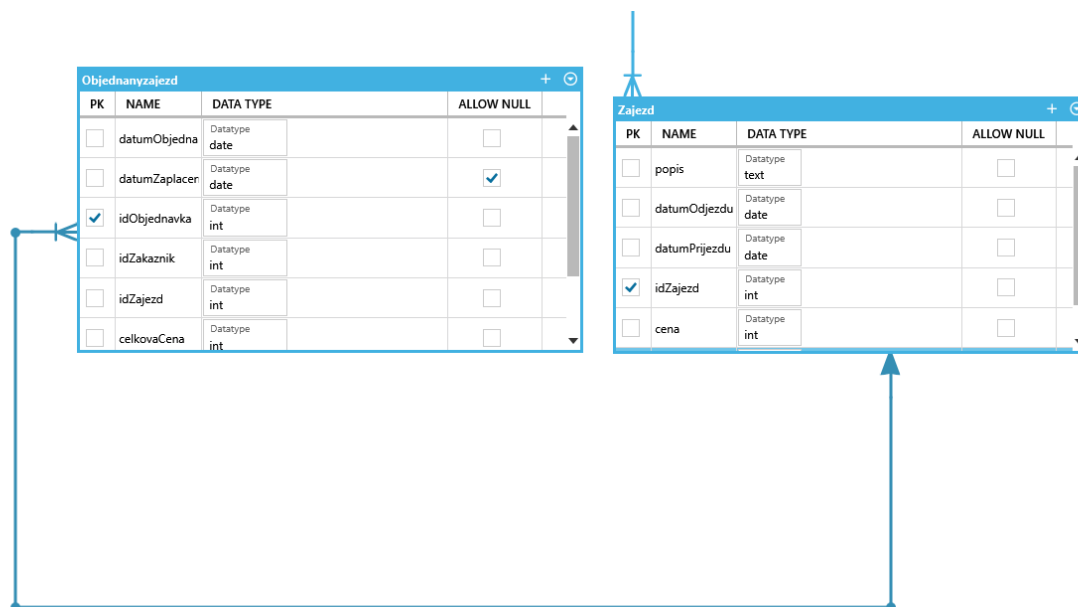 Objednanyzajezd
PK NAME DATA TYPE ALLOW NULL
datumObjedna Datatype date
datumZaplacen Datatype date
idObjednavka Datatype int
idZakaznik Datatype int
idZajezd Datatype int
celkovaCena Datatype int
Zajezd
PK NAME DATA TYPE ALLOW NULL
popis Datatype text
datumOdjezdu Datatype date
datumPrijezdu Datatype date
idZajezd Datatype int
cena Datatype int